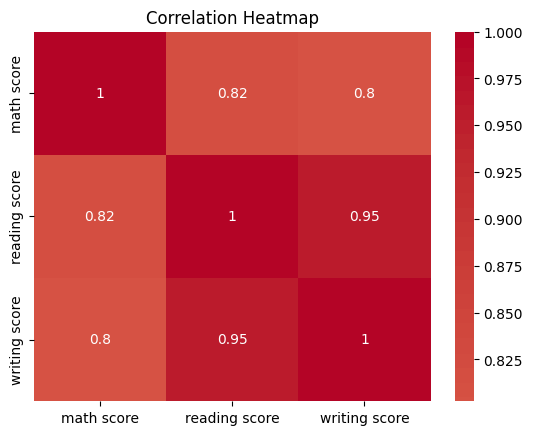 Correlation Heatmap
math score
1
0.82
0.8
reading score
0.82
1
0.95
writing score
0.8
0.95
1
math score
reading score
writing score
1.000
0.975
0.950
0.925
0.900
0.875
0.850
0.825